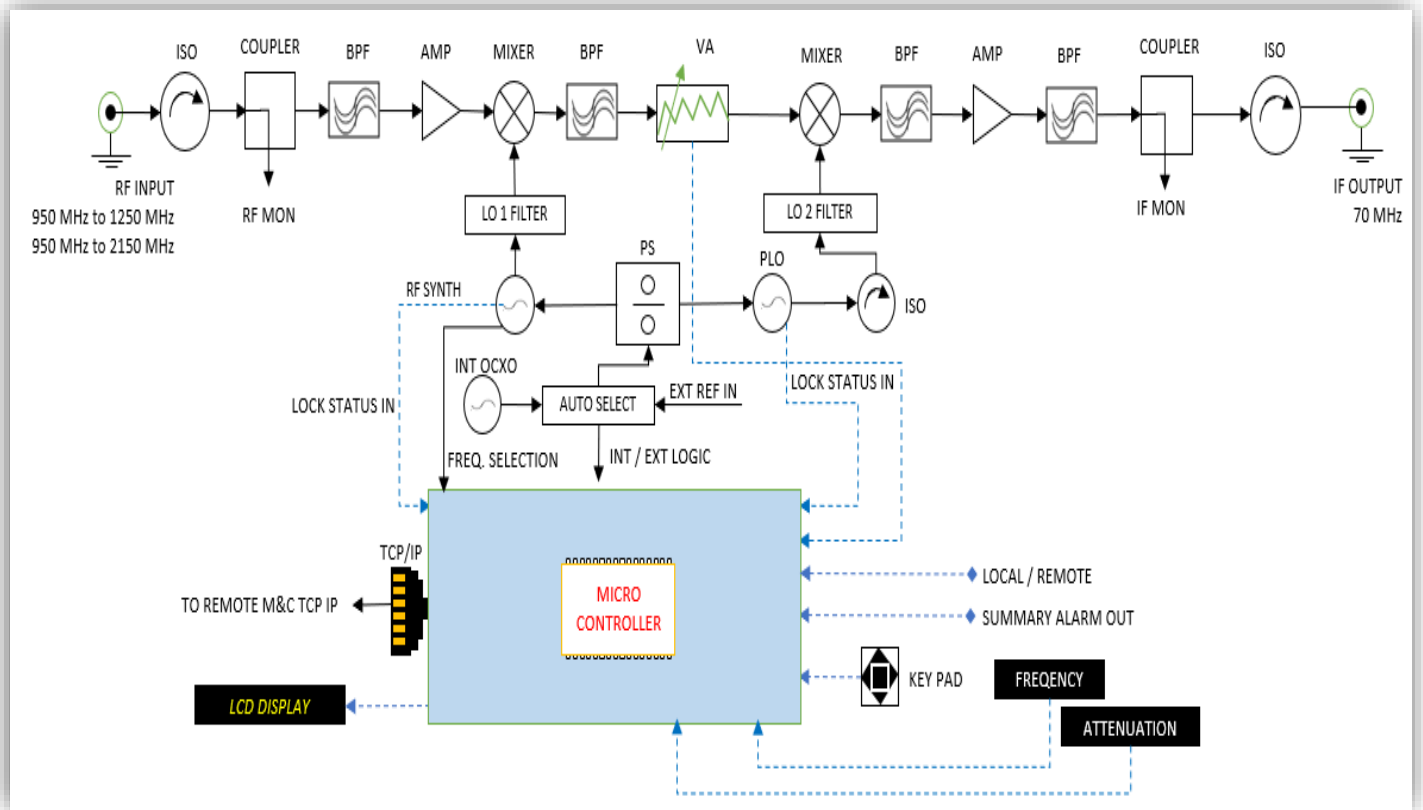 ISO
COUPLER
BPF
AMP
MIXER
BPF
VA
MIXER
BPF
AMP
BPF
COUPLER
ISO
RF INPUT
950 MHz to 1250 MHz
950 MHz to 2150 MHz
RF MON
LO 1 FILTER
LO 2 FILTER
IF MON
IF OUTPUT
70 MHz
RF SYNTH
PS
PLO
ISO
INT OCXO
AUTO SELECT
EXT REF IN
LOCK STATUS IN
LOCK STATUS IN
FREQ. SELECTION
INT / EXT LOGIC
TCP/IP
TO REMOTE M&C TCP IP
MICRO
CONTROLLER
LOCAL / REMOTE
SUMMARY ALARM OUT
KEY PAD
FREQENCY
LCD DISPLAY
ATTENUATION